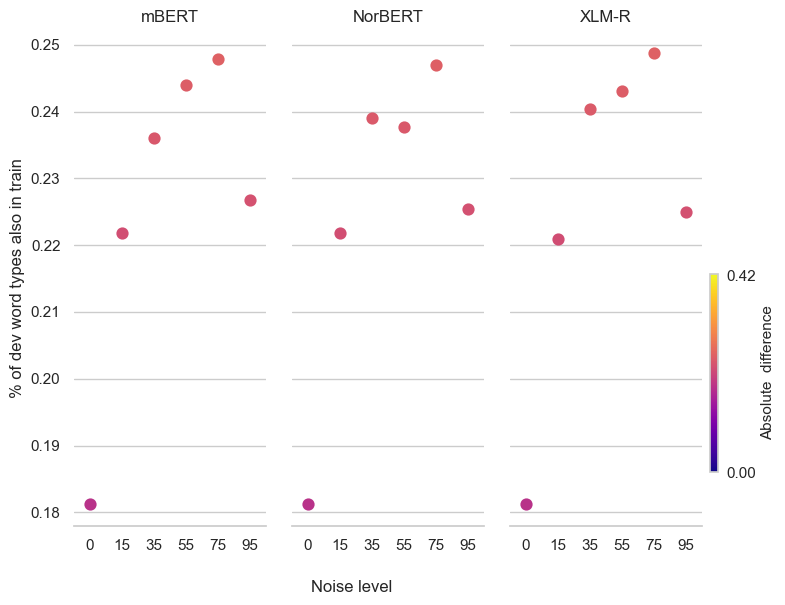 mBERT
NorBERT
XLM-R
% of dev word types also in train
0.25
0.24
0.23
0.22
0.21
0.20
0.19
0.18
0 15 35 55 75 95
0 15 35 55 75 95
0 15 35 55 75 95
Noise level
0.42
0.00
Absolute difference